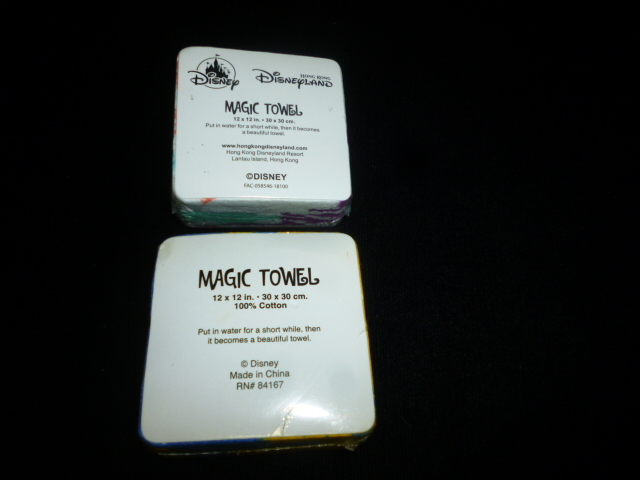 Disney
HONG KONG
Disneyland
MAGIC TOWEL
12 x 12 in. • 30 x 30 cm.
Put in water for a short while, then it becomes
a beautiful towel.
www.hongkongdisneyland.com
Hong Kong Disneyland Resort
Lantau Island, Hong Kong
©DISNEY
FAC-058546-18100
MAGIC TOWEL
12 x 12 in. • 30 x 30 cm.
100% Cotton
Put in water for a short while, then
it becomes a beautiful towel.
© Disney
Made in China
RN# 84167